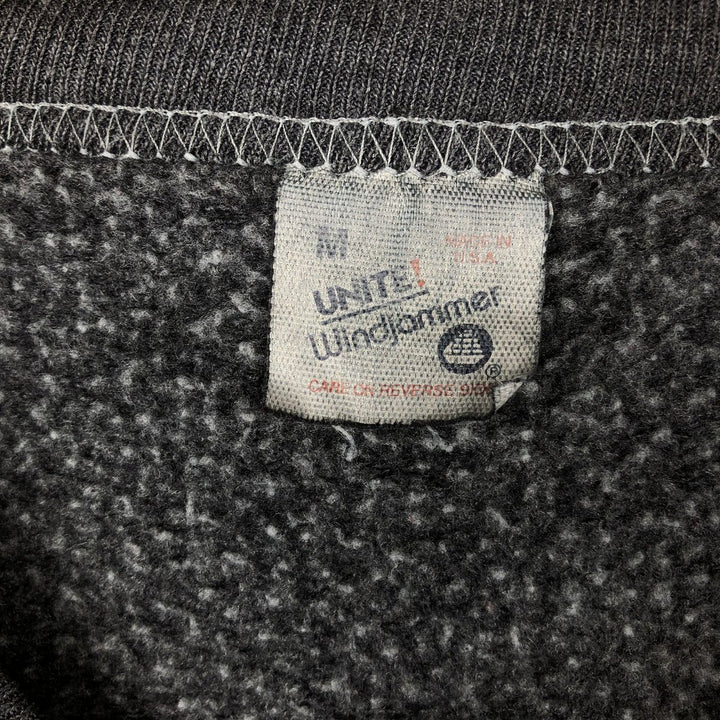 M
MADE IN
U.S.A.
UNITE!
Windjammer
®
CARE ON REVERSE SIDE